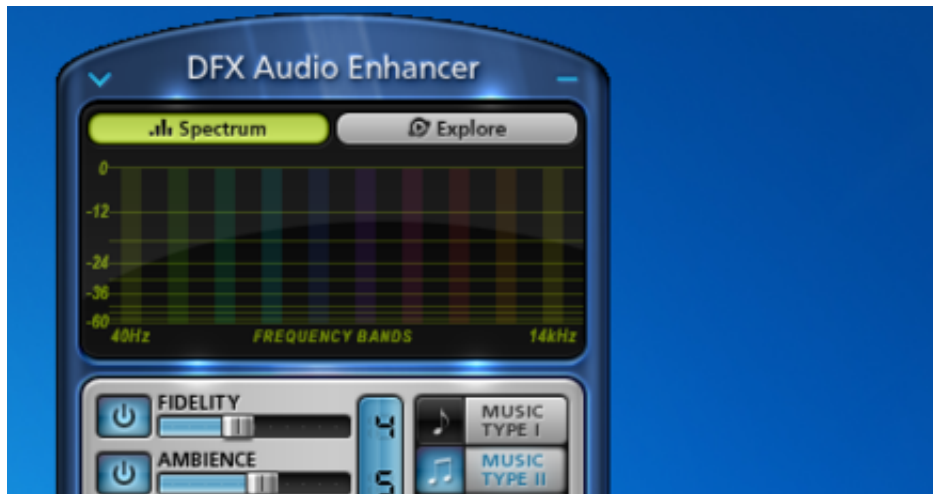 DFX Audio Enhancer
Spectrum
Explore
0
-12
-24
-36
-60
40Hz FREQUENCY BANDS 14kHz
FIDELITY
4
MUSIC
TYPE I
AMBIENCE
5
MUSIC
TYPE II